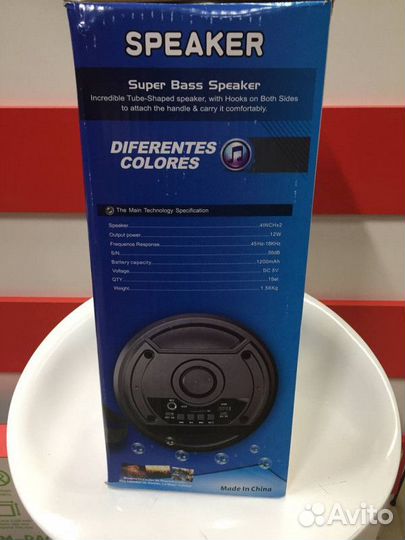 SPEAKER
Super Bass Speaker
Incredible Tube-Shaped speaker, with Hooks on Both Sides
to attach the handle & carry it comfortably.
DIFERENTES
COLORES
The Main Technology Specification
Speaker 4INCHx2
Output power 12W
Frequence Response 45Hz-18KHz
S/N
Battery capacity 1200mAh
Voltage DC 5V
QTY
Weight
Made In China
Avito